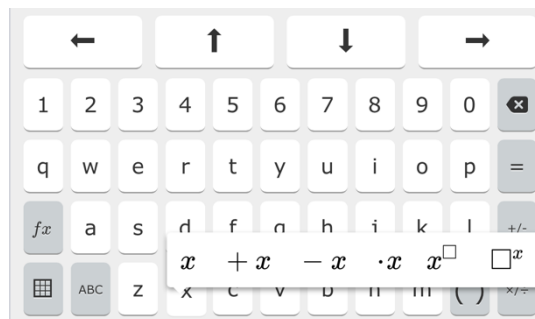 ← ↑ ↓ →
1 2 3 4 5 6 7 8 9 0
q w e r t y u i o p =
fx a s d f g h j k l +/-
x +x −x ·x x^□ □^x
ABC z x c v b n m ( ) ×/÷